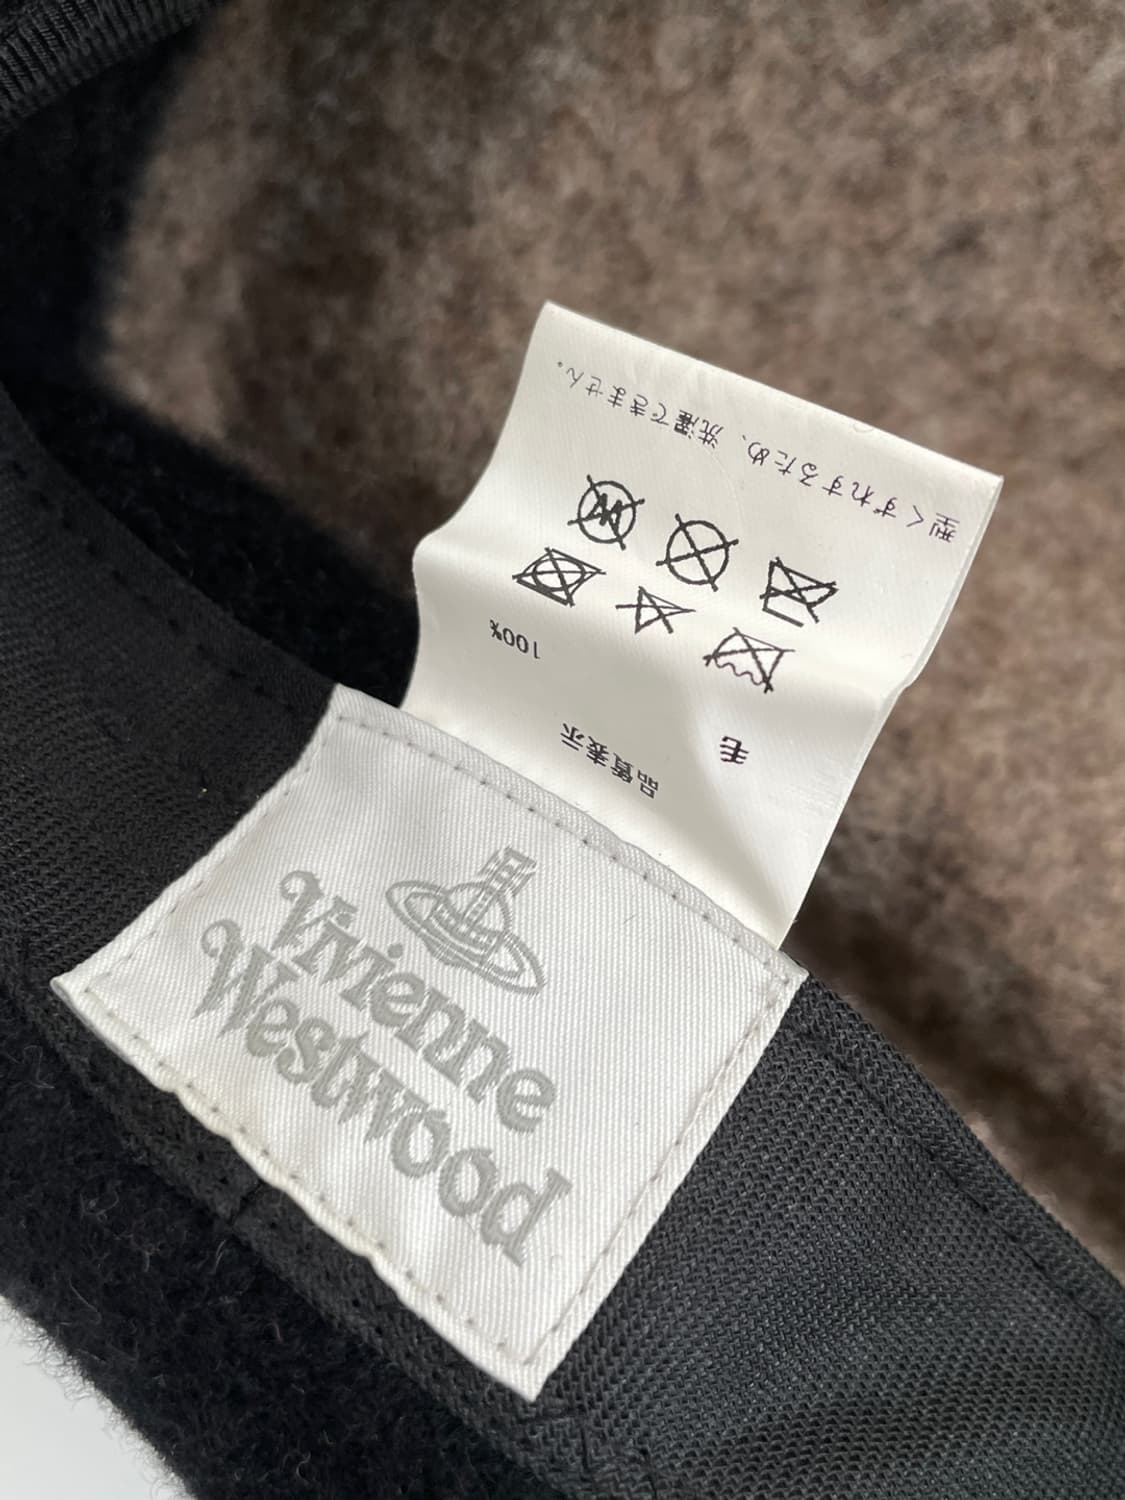 Vivienne
Westwood
品質表示
毛 100%
型くずれするため、洗濯できません。